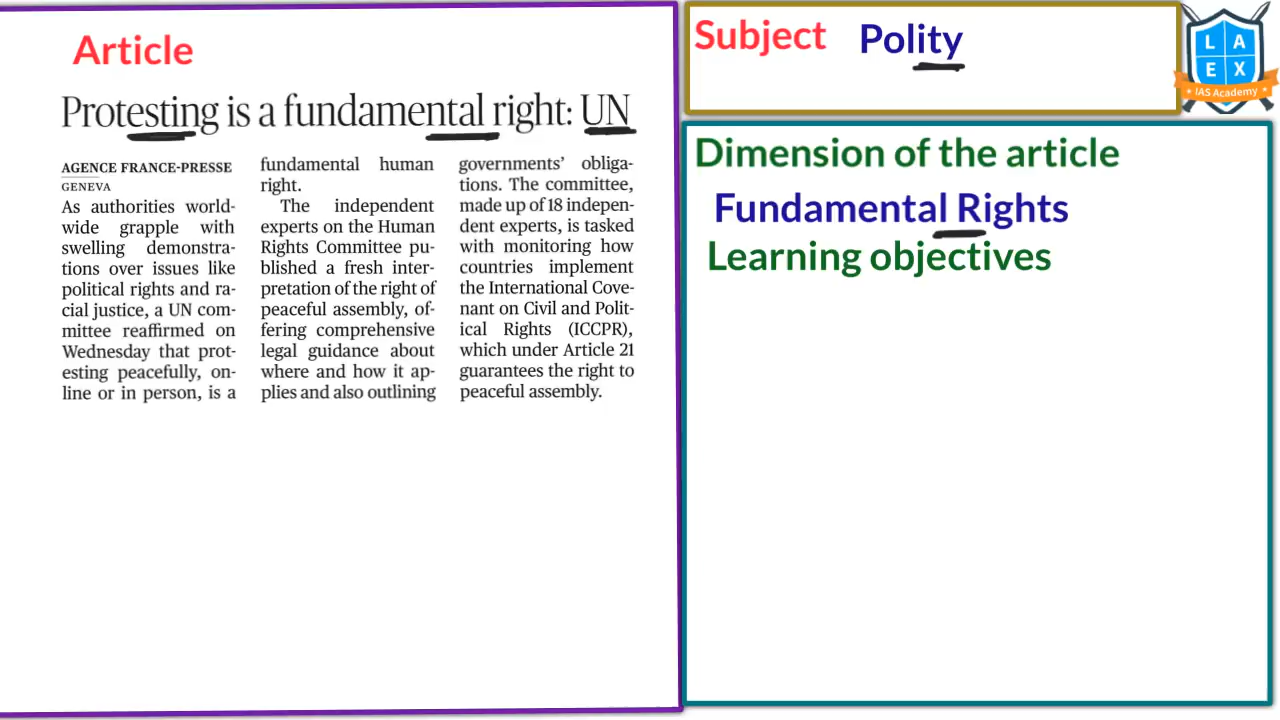 Article
Protesting is a fundamental right: UN
AGENCE FRANCE-PRESSE
GENEVA
As authorities world-
wide grapple with
swelling demonstra-
tions over issues like
political rights and ra-
cial justice, a UN com-
mittee reaffirmed on
Wednesday that prot-
esting peacefully, on-
line or in person, is a
fundamental human
right.
The independent
experts on the Human
Rights Committee pu-
blished a fresh inter-
pretation of the right of
peaceful assembly, of-
fering comprehensive
legal guidance about
where and how it ap-
plies and also outlining
governments' obliga-
tions. The committee,
made up of 18 indepen-
dent experts, is tasked
with monitoring how
countries implement
the International Cove-
nant on Civil and Polit-
ical Rights (ICCPR),
which under Article 21
guarantees the right to
peaceful assembly.
Subject Polity
L A
E X
IAS Academy
Dimension of the article
Fundamental Rights
Learning objectives